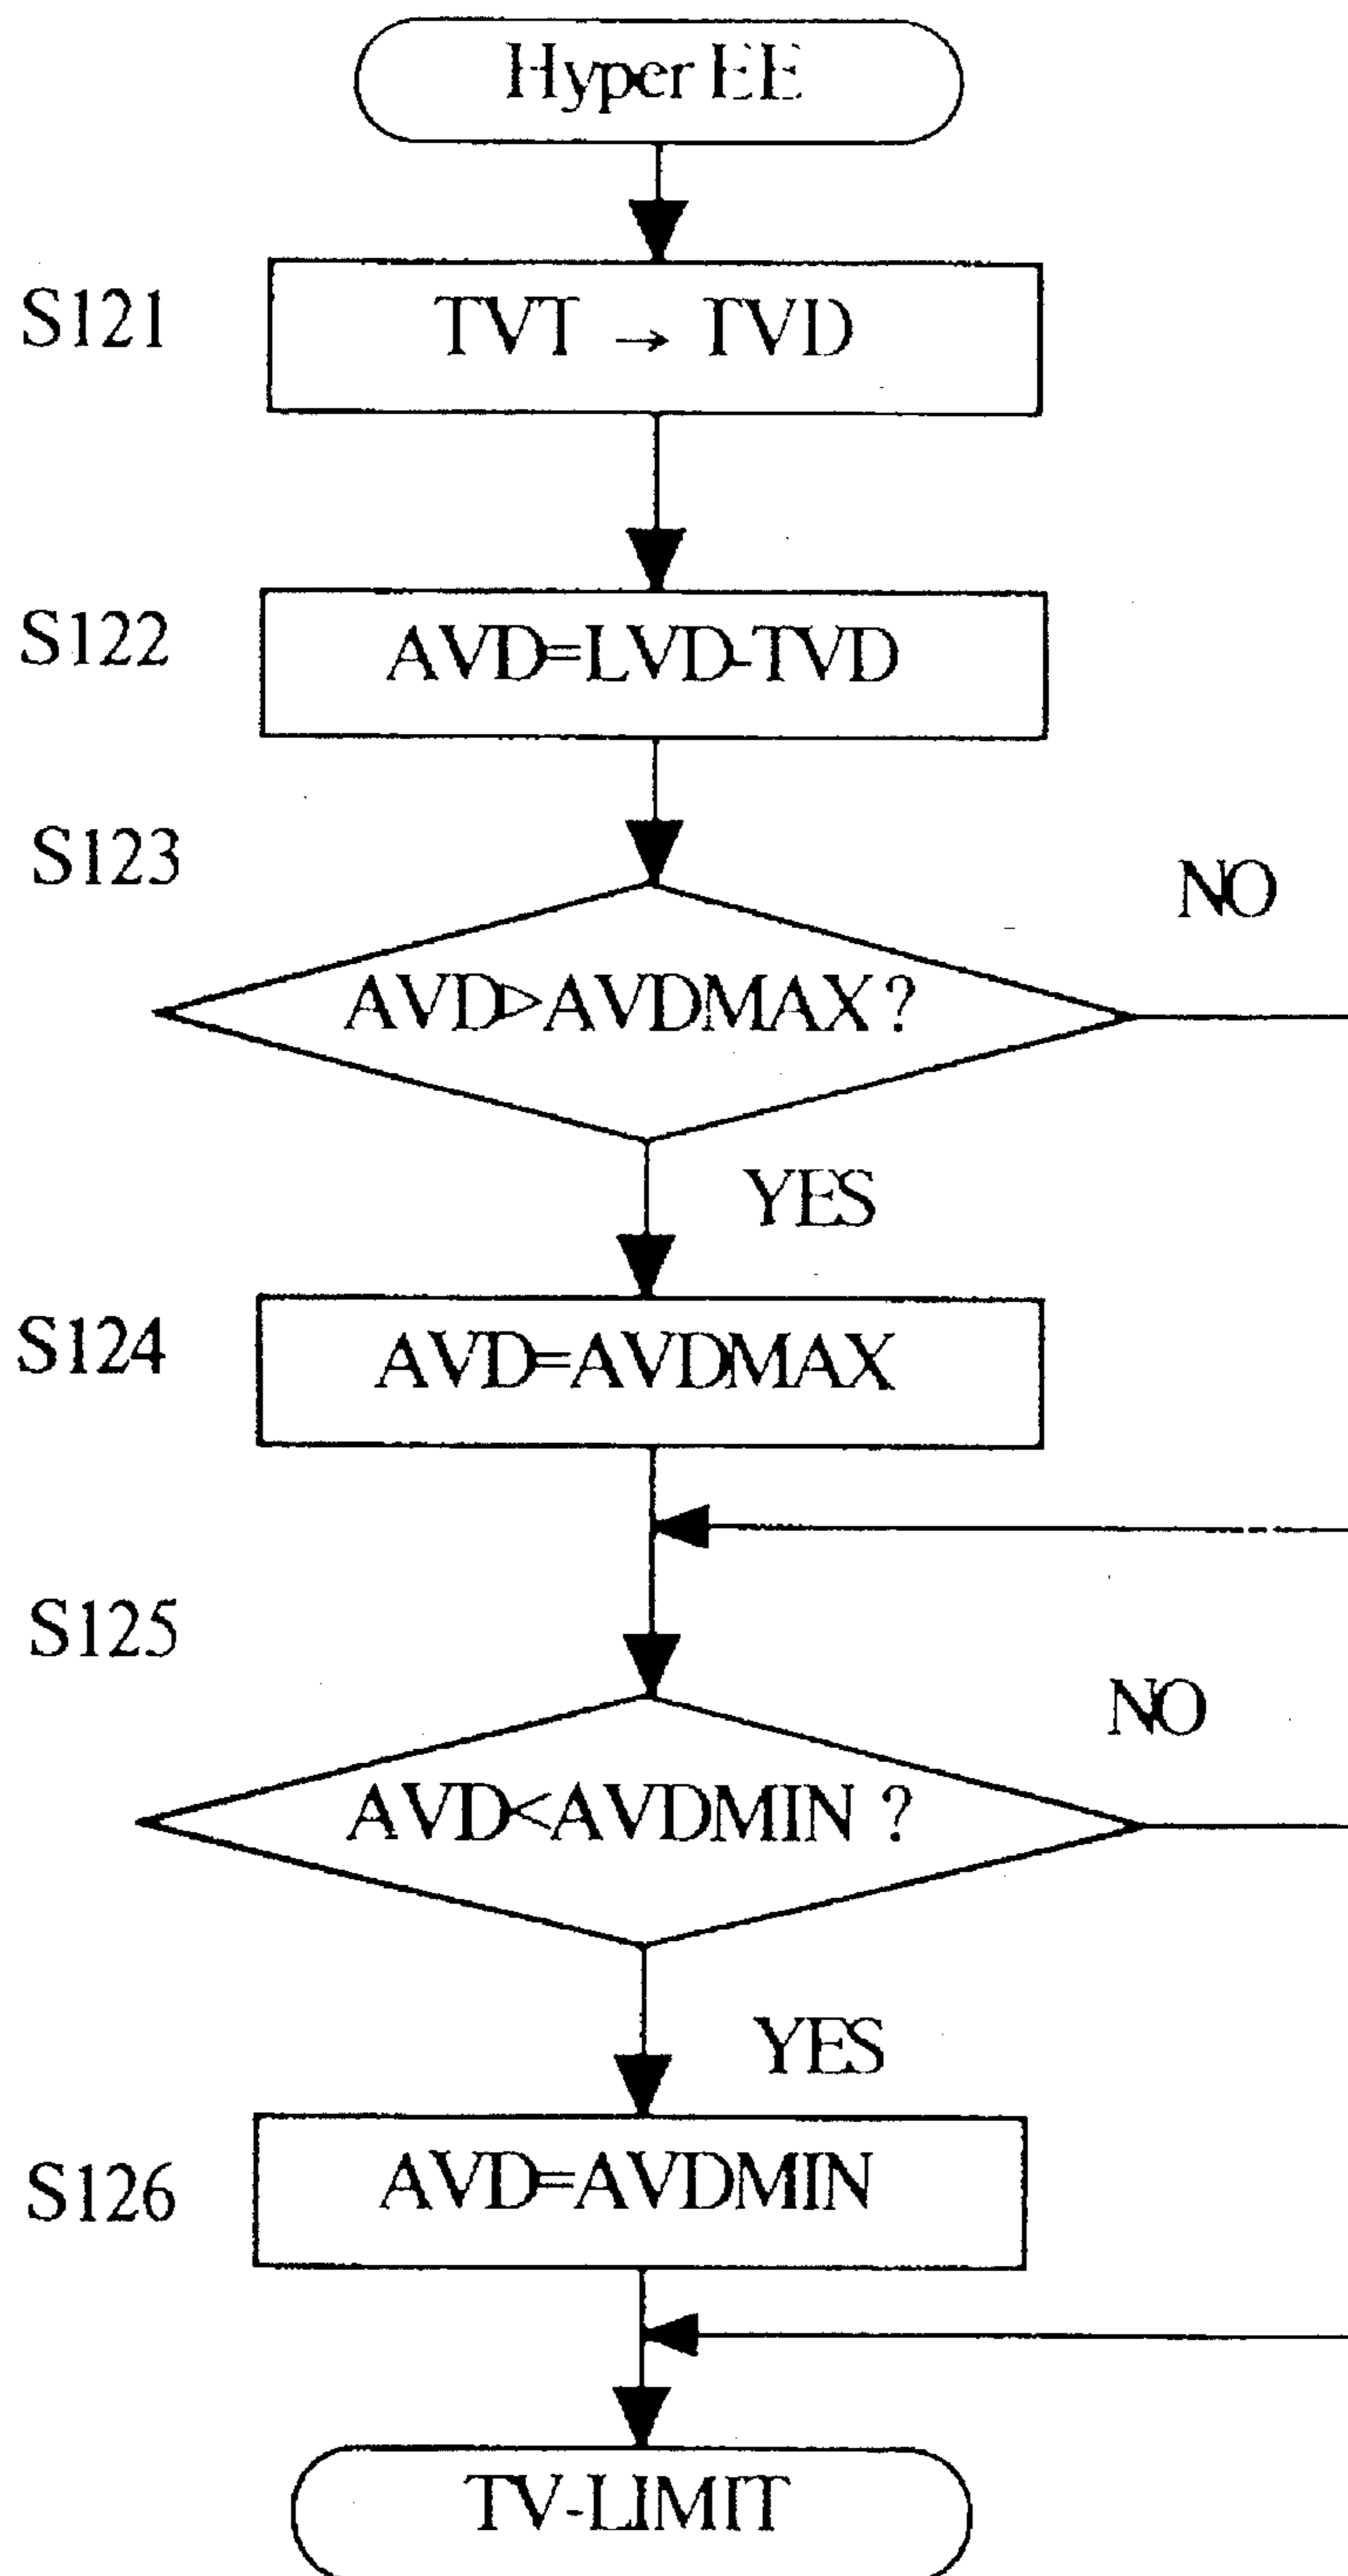 Hyper EE
S121
TVT → TVD
S122
AVD=LVD-TVD
S123
NO
AVD>AVDMAX?
YES
S124
AVD=AVDMAX
S125
NO
AVD<AVDMIN ?
YES
S126
AVD=AVDMIN
TV-LIMIT